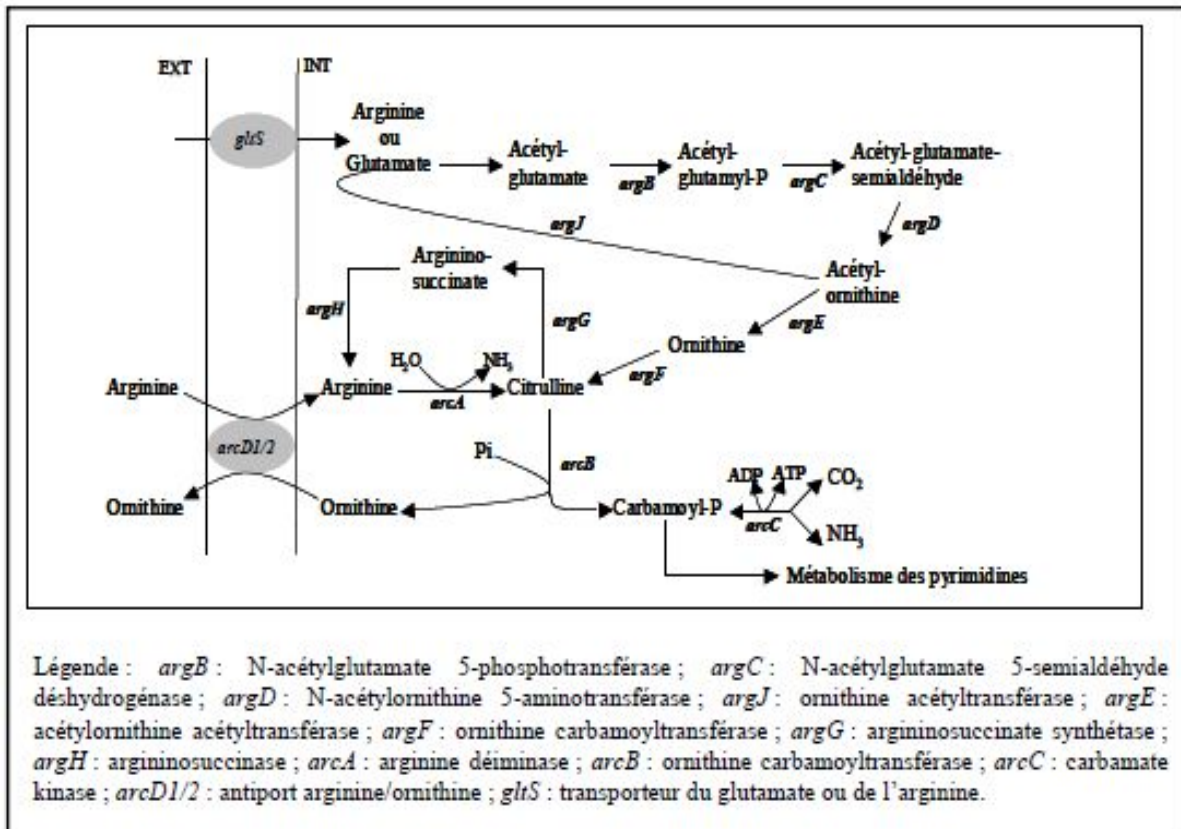 EXT
INT
gltS
Arginine
ou
Glutamate
Acétyl-
glutamate
argB
Acétyl-
glutamyl-P
argC
Acétyl-glutamate-
semialdéhyde
argJ
argD
Arginino-
succinate
Acétyl-
ornithine
argH
argG
argE
Ornithine
argF
H₂O
NH₃
Arginine
Arginine
arcA
Citrulline
arcD1/2
Pi
arcB
ADP
ATP
CO₂
Ornithine
Ornithine
Carbamoyl-P
arcC
NH₃
Métabolisme des pyrimidines
Légende : argB : N-acétylglutamate 5-phosphotransférase ; argC : N-acétylglutamate 5-semialdéhyde
déshydrogénase ; argD : N-acétylornithine 5-aminotransférase ; argJ : ornithine acétyltransférase ; argE :
acétylornithine acétyltransférase ; argF : ornithine carbamoyltransférase ; argG : argininosuccinate synthétase ;
argH : argininosuccinase ; arcA : arginine déiminase ; arcB : ornithine carbamoyltransférase ; arcC : carbamate
kinase ; arcD1/2 : antiport arginine/ornithine ; gltS : transporteur du glutamate ou de l'arginine.